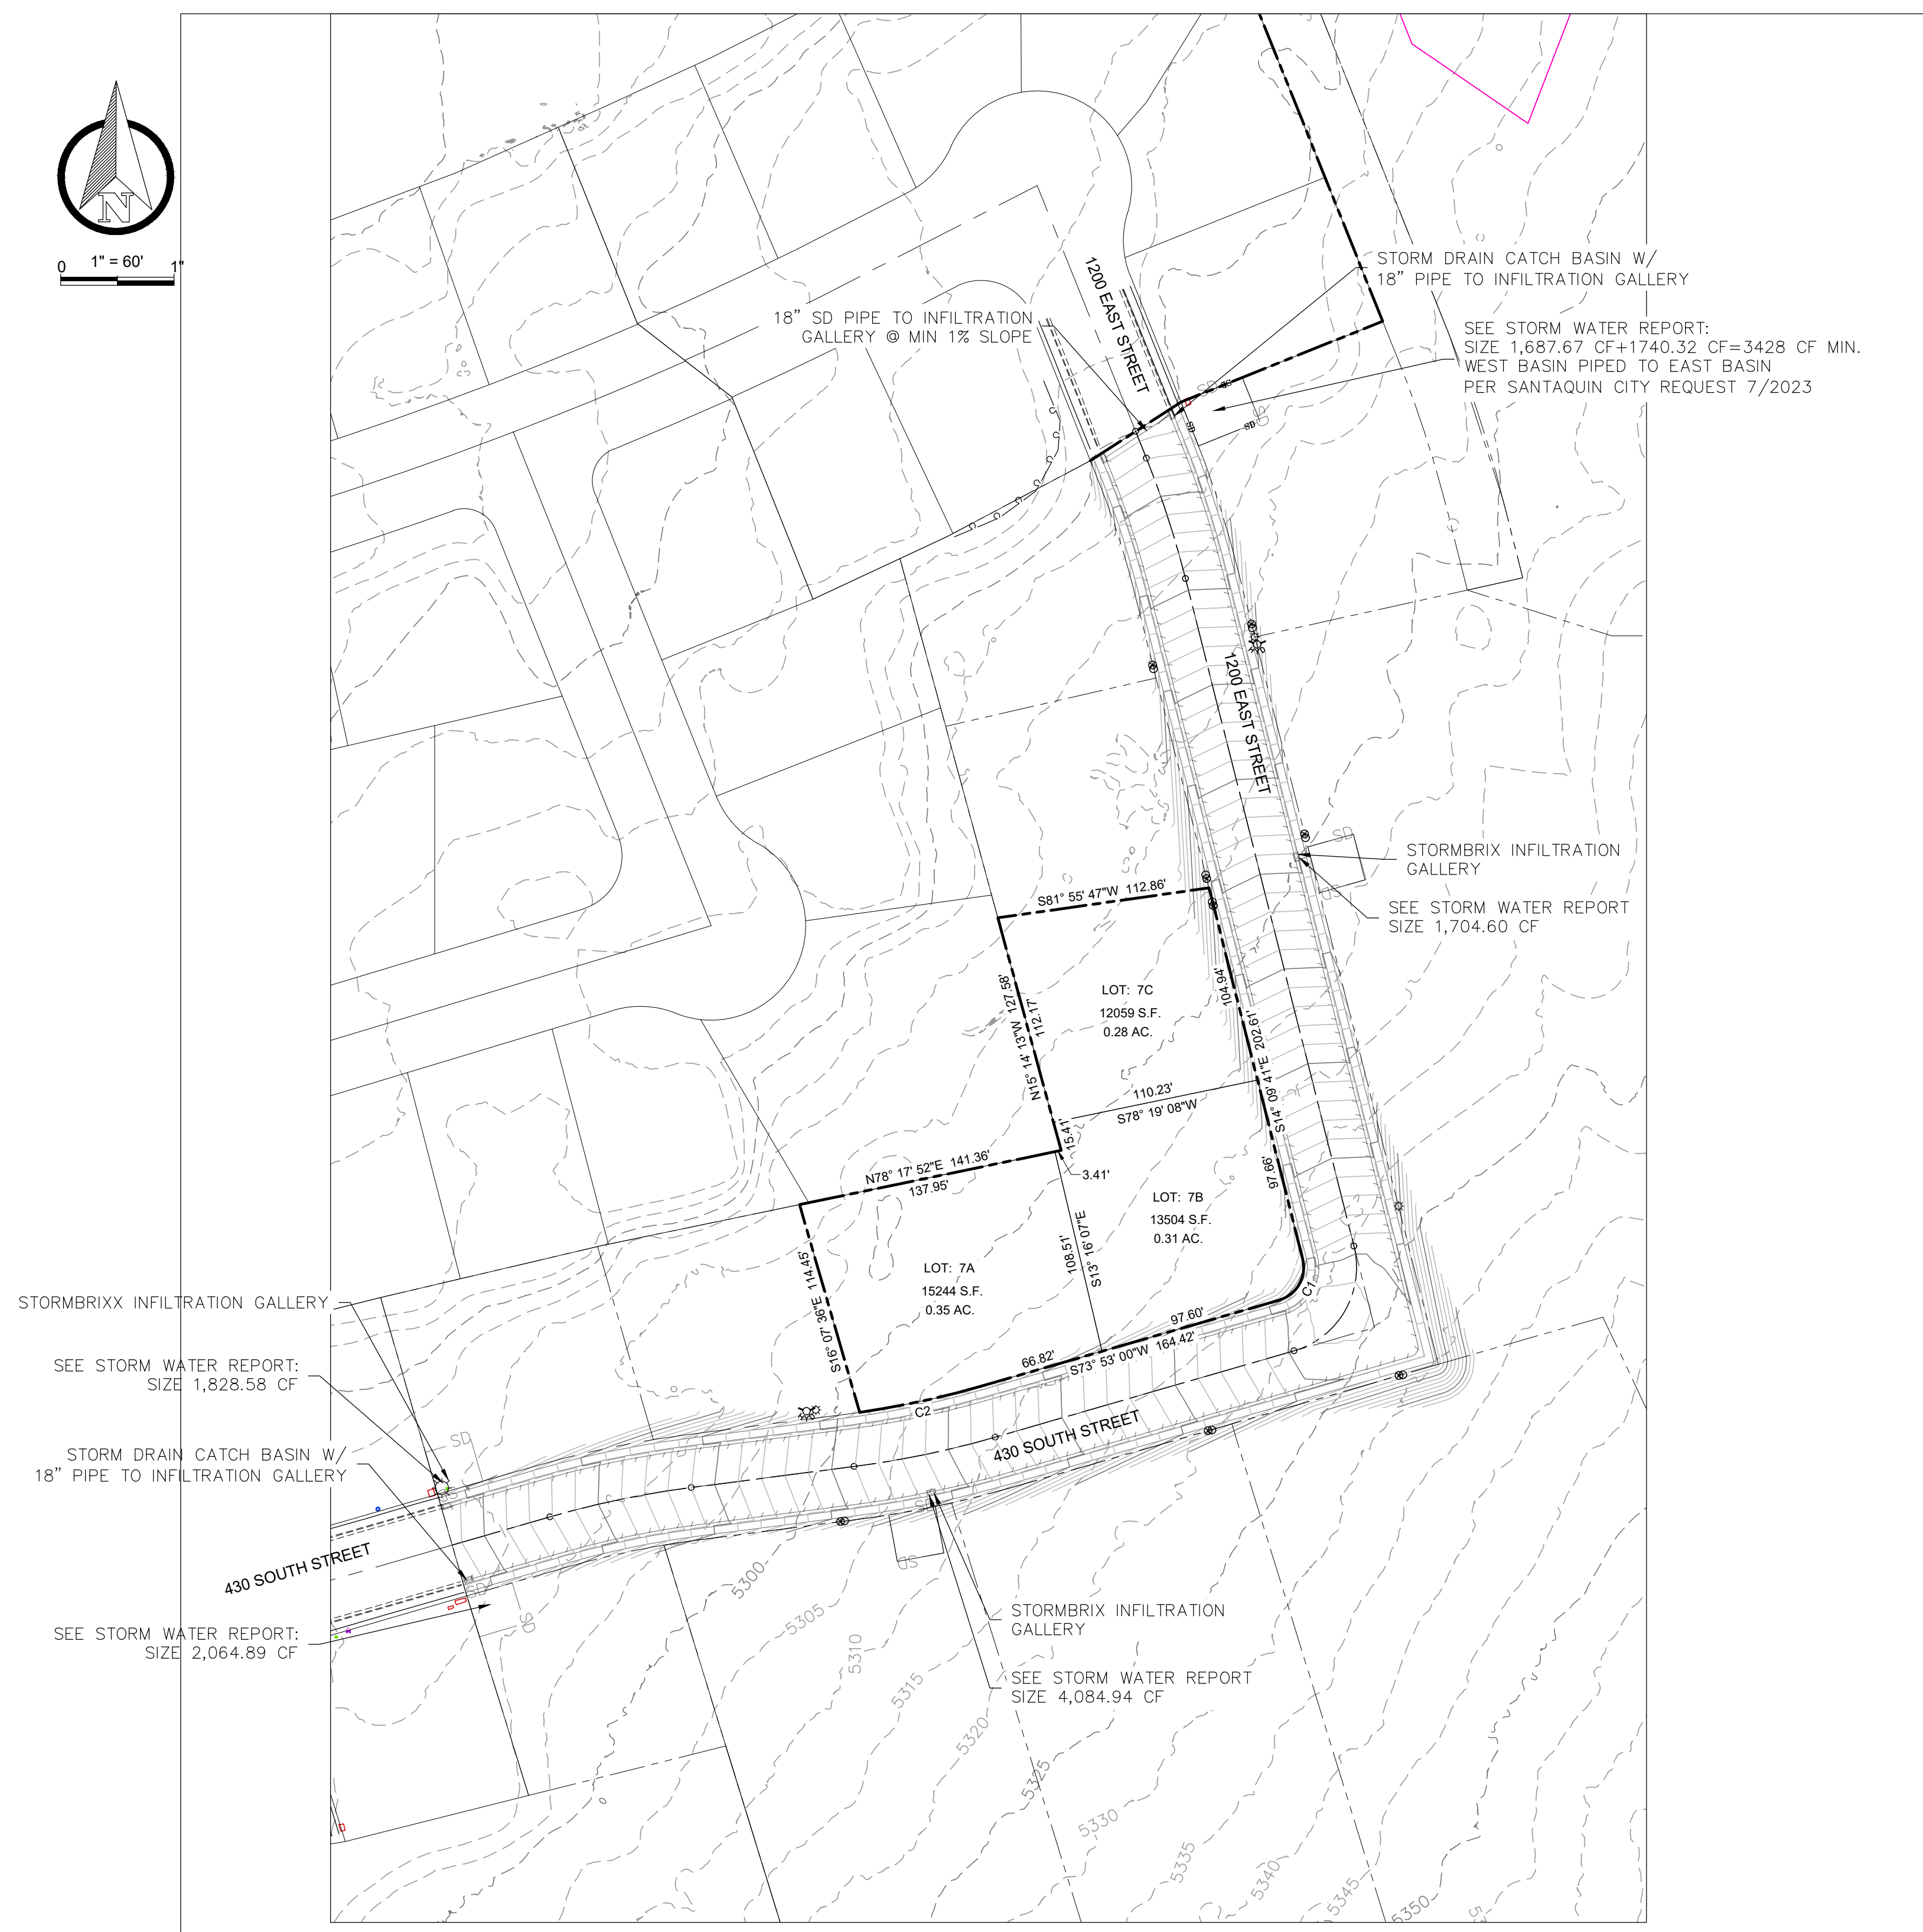 N
0 1" = 60' 1"
1200 EAST STREET
STORM DRAIN CATCH BASIN W/
18” PIPE TO INFILTRATION GALLERY
18” SD PIPE TO INFILTRATION
GALLERY @ MIN 1% SLOPE
SEE STORM WATER REPORT:
SIZE 1,687.67 CF+1740.32 CF=3428 CF MIN.
WEST BASIN PIPED TO EAST BASIN
PER SANTAQUIN CITY REQUEST 7/2023
SD
SD
SD
SD
1200 EAST STREET
SD
STORMBRIX INFILTRATION
GALLERY
SD
SEE STORM WATER REPORT
SIZE 1,704.60 CF
S81° 55' 47"W 112.86'
N15° 14' 13"W 127.58'
112.17'
LOT: 7C
12059 S.F.
0.28 AC.
104.94'
S14° 09' 41"E 202.61'
110.23'
S78° 19' 08"W
15.41'
3.41'
97.66'
N78° 17' 52"E 141.36'
137.95'
LOT: 7B
13504 S.F.
0.31 AC.
108.51'
S13° 16' 07"E
S16° 07' 36"E 114.45'
LOT: 7A
15244 S.F.
0.35 AC.
C1
97.60'
66.82'
S73° 53' 00"W 164.42'
C2
430 SOUTH STREET
STORMBRIXX INFILTRATION GALLERY
SEE STORM WATER REPORT:
SIZE 1,828.58 CF
SD
STORM DRAIN CATCH BASIN W/
18” PIPE TO INFILTRATION GALLERY
SD
SD
430 SOUTH STREET
SD
SD
SEE STORM WATER REPORT:
SIZE 2,064.89 CF
STORMBRIX INFILTRATION
GALLERY
SEE STORM WATER REPORT
SIZE 4,084.94 CF
5300
5305
5310
5315
5320
5325
5330
5335
5340
5345
5350